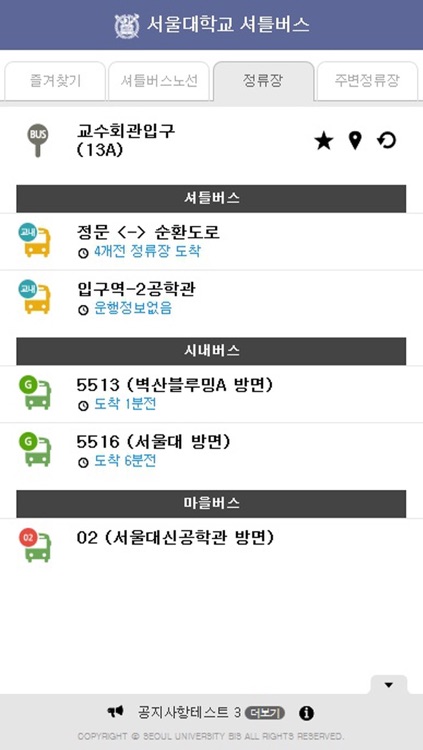 서울대학교 셔틀버스
즐겨찾기 셔틀버스노선 정류장 주변정류장
BUS 교수회관입구
(13A)
셔틀버스
교내 정문 <-> 순환도로
4개전 정류장 도착
교내 입구역-2공학관
운행정보없음
시내버스
G 5513 (벽산블루밍A 방면)
도착 1분전
G 5516 (서울대 방면)
도착 6분전
마을버스
02 02 (서울대신공학관 방면)
공지사항테스트 3 더보기
COPYRIGHT © SEOUL UNIVERSITY BIS ALL RIGHTS RESERVED.